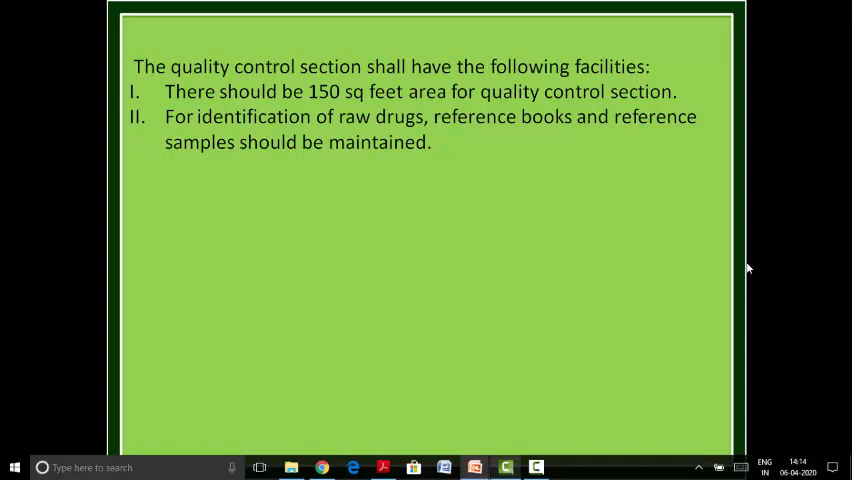 The quality control section shall have the following facilities:
I. There should be 150 sq feet area for quality control section.
II. For identification of raw drugs, reference books and reference
samples should be maintained.
Type here to search
ENG
IN
14:14
06-04-2020